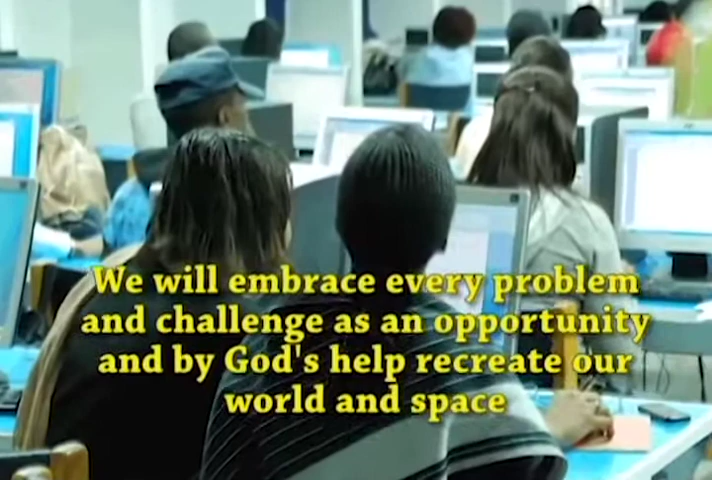 We will embrace every problem
and challenge as an opportunity
and by God's help recreate our
world and space